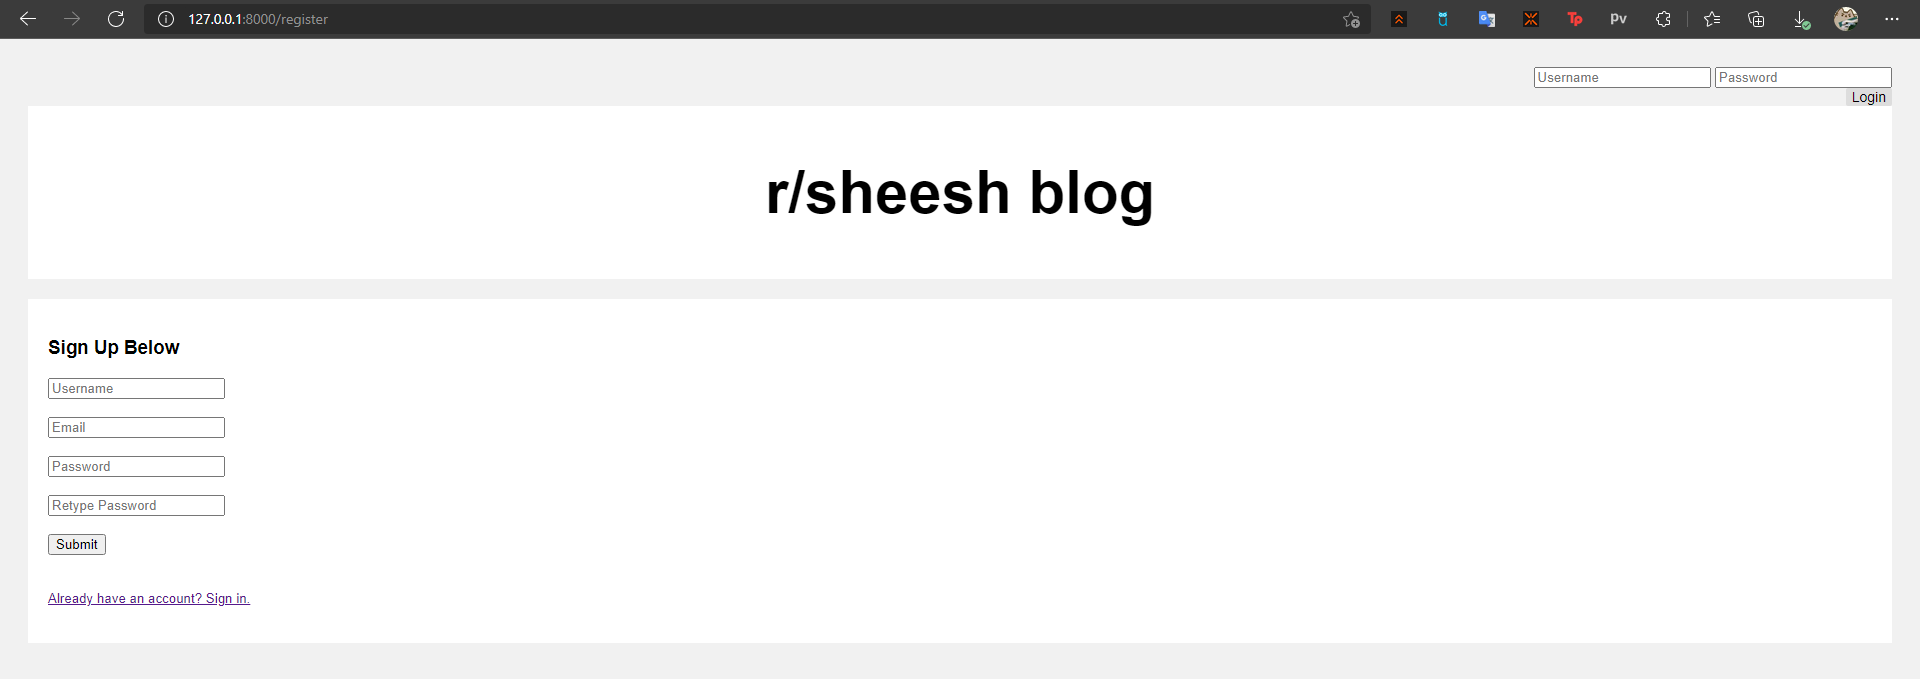 127.0.0.1:8000/register
Tp PV
Username Password
Login
r/sheesh blog
Sign Up Below
Username
Email
Password
Retype Password
Submit
Already have an account? Sign in.